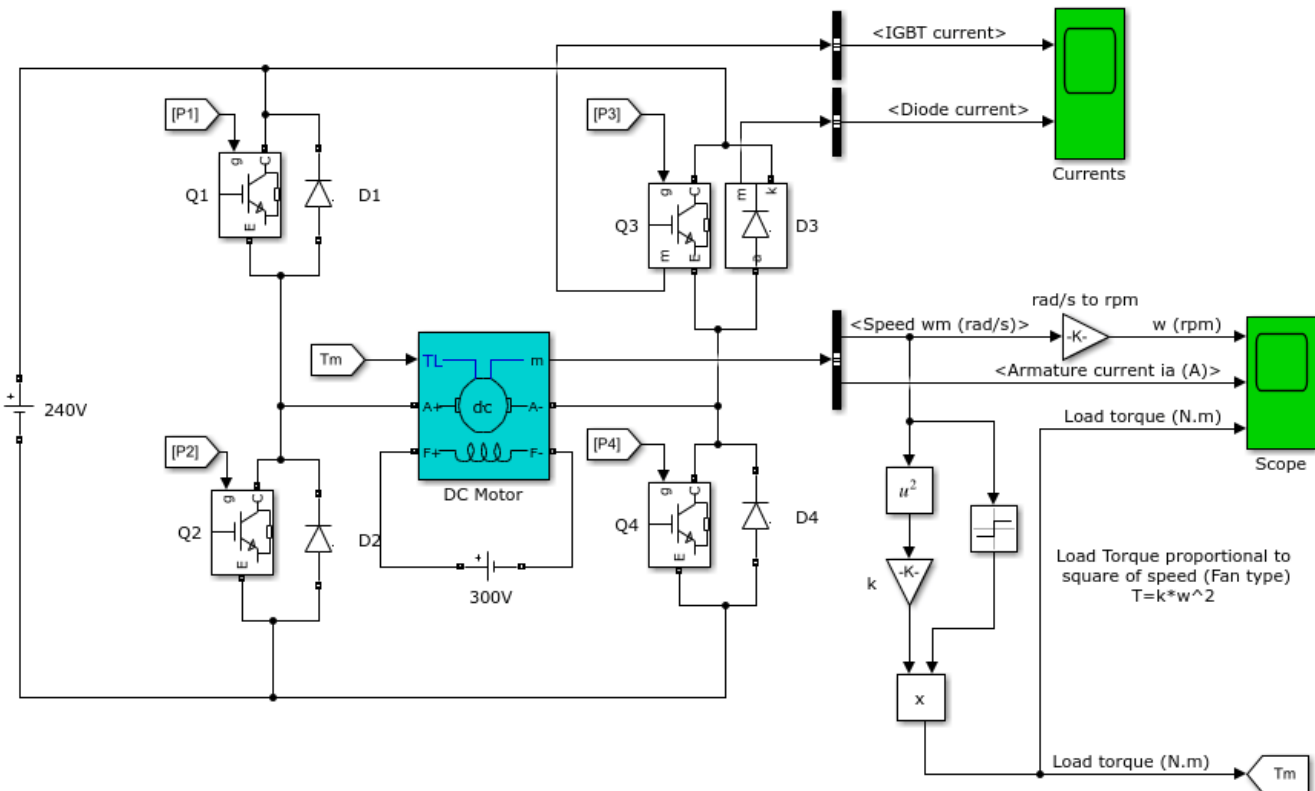 <IGBT current>
<Diode current>
Currents
[P1]
g
C
E
Q1
D1
[P3]
g
C
m
E
Q3
m
k
a
D3
+
240V
Tm
TL
m
A+
dc
A-
F+
F-
DC Motor
+
300V
[P2]
g
C
E
Q2
D2
[P4]
g
C
E
Q4
D4
rad/s to rpm
<Speed wm (rad/s)>
-K-
w (rpm)
<Armature current ia (A)>
Load torque (N.m)
Scope
u²
k
-K-
x
Load Torque proportional to
square of speed (Fan type)
T=k*w^2
Load torque (N.m)
Tm